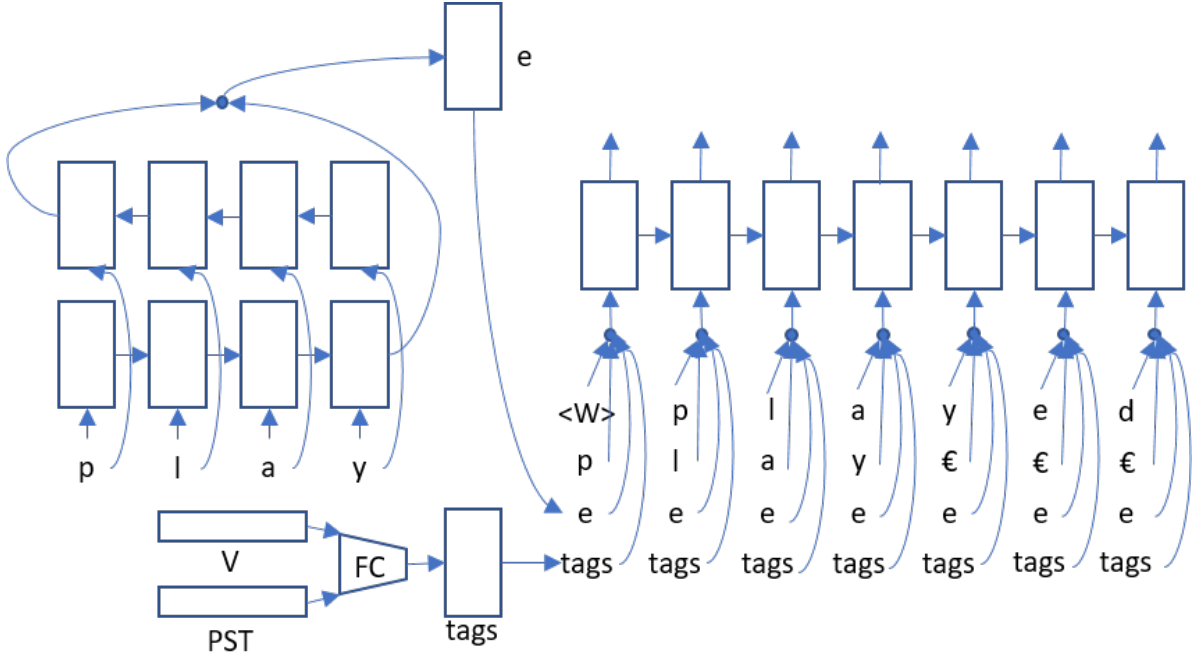 e
p l a y
V
FC
PST
tags
<W> p l a y e d
p l a y € € €
e e e e e e e
tags tags tags tags tags tags tags